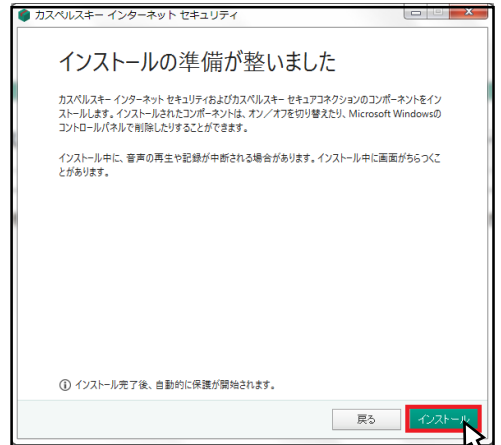 カスペルスキー インターネット セキュリティ
インストールの準備が整いました
カスペルスキー インターネット セキュリティおよびカスペルスキー セキュアコネクションのコンポーネントをイン
ストールします。インストールされたコンポーネントは、オン／オフを切り替えたり、Microsoft Windowsの
コントロールパネルで削除したりすることができます。
インストール中に、音声の再生や記録が中断される場合があります。インストール中に画面がちらつくこ
とがあります。
インストール完了後、自動的に保護が開始されます。
戻る
インストール